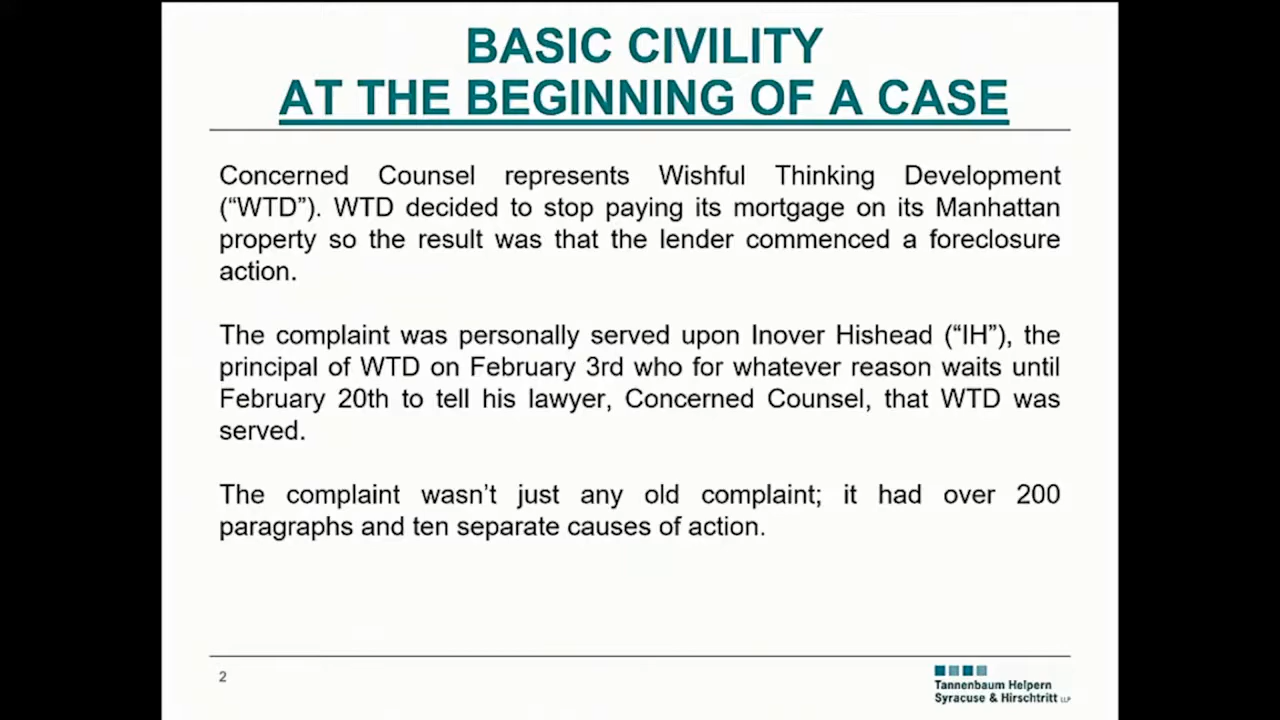 BASIC CIVILITY
AT THE BEGINNING OF A CASE
Concerned Counsel represents Wishful Thinking Development
(“WTD”). WTD decided to stop paying its mortgage on its Manhattan
property so the result was that the lender commenced a foreclosure
action.
The complaint was personally served upon Inover Hishead (“IH”), the
principal of WTD on February 3rd who for whatever reason waits until
February 20th to tell his lawyer, Concerned Counsel, that WTD was
served.
The complaint wasn’t just any old complaint; it had over 200
paragraphs and ten separate causes of action.
2
Tannenbaum Helpern
Syracuse & Hirschtritt LLP